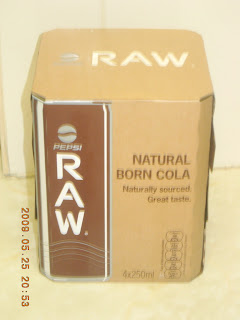 RAW
PEPSI
RAW
NATURAL
BORN COLA
Naturally sourced.
Great taste.
4x250ml
2009.05.25 20:53